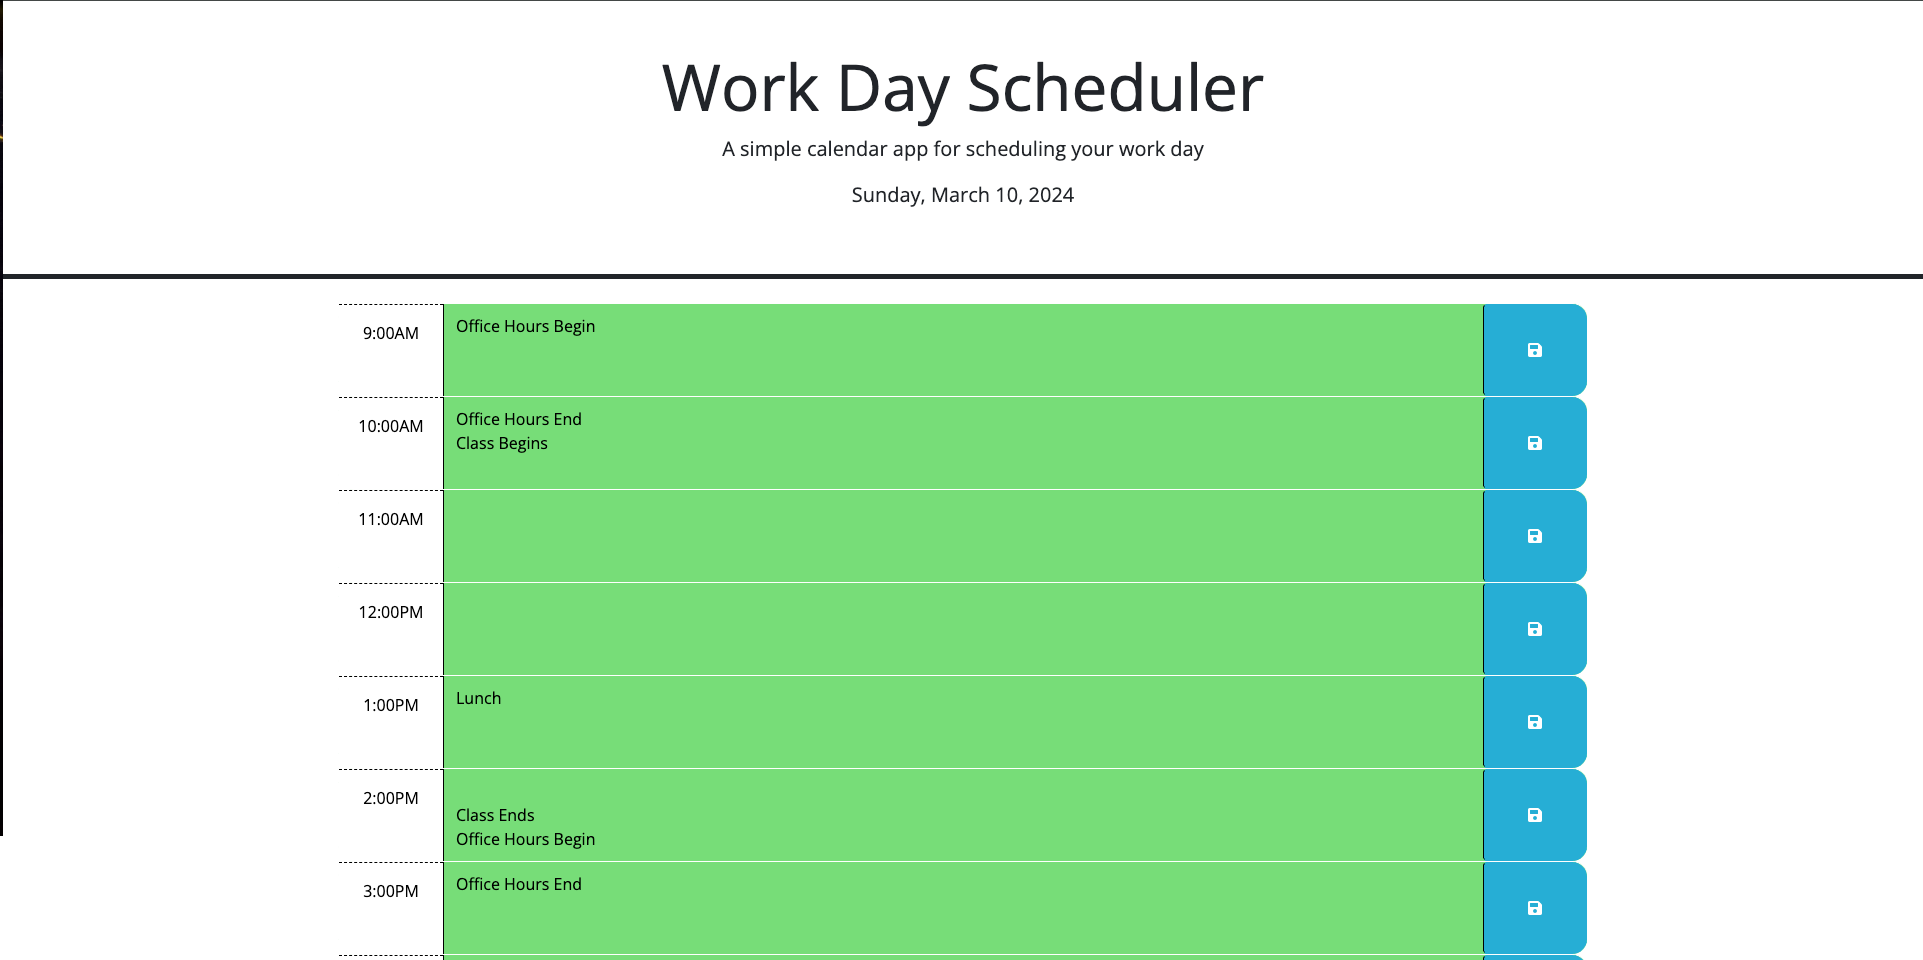 Work Day Scheduler
A simple calendar app for scheduling your work day
Sunday, March 10, 2024
9:00AM
Office Hours Begin
10:00AM
Office Hours End
Class Begins
11:00AM
12:00PM
1:00PM
Lunch
2:00PM
Class Ends
Office Hours Begin
3:00PM
Office Hours End